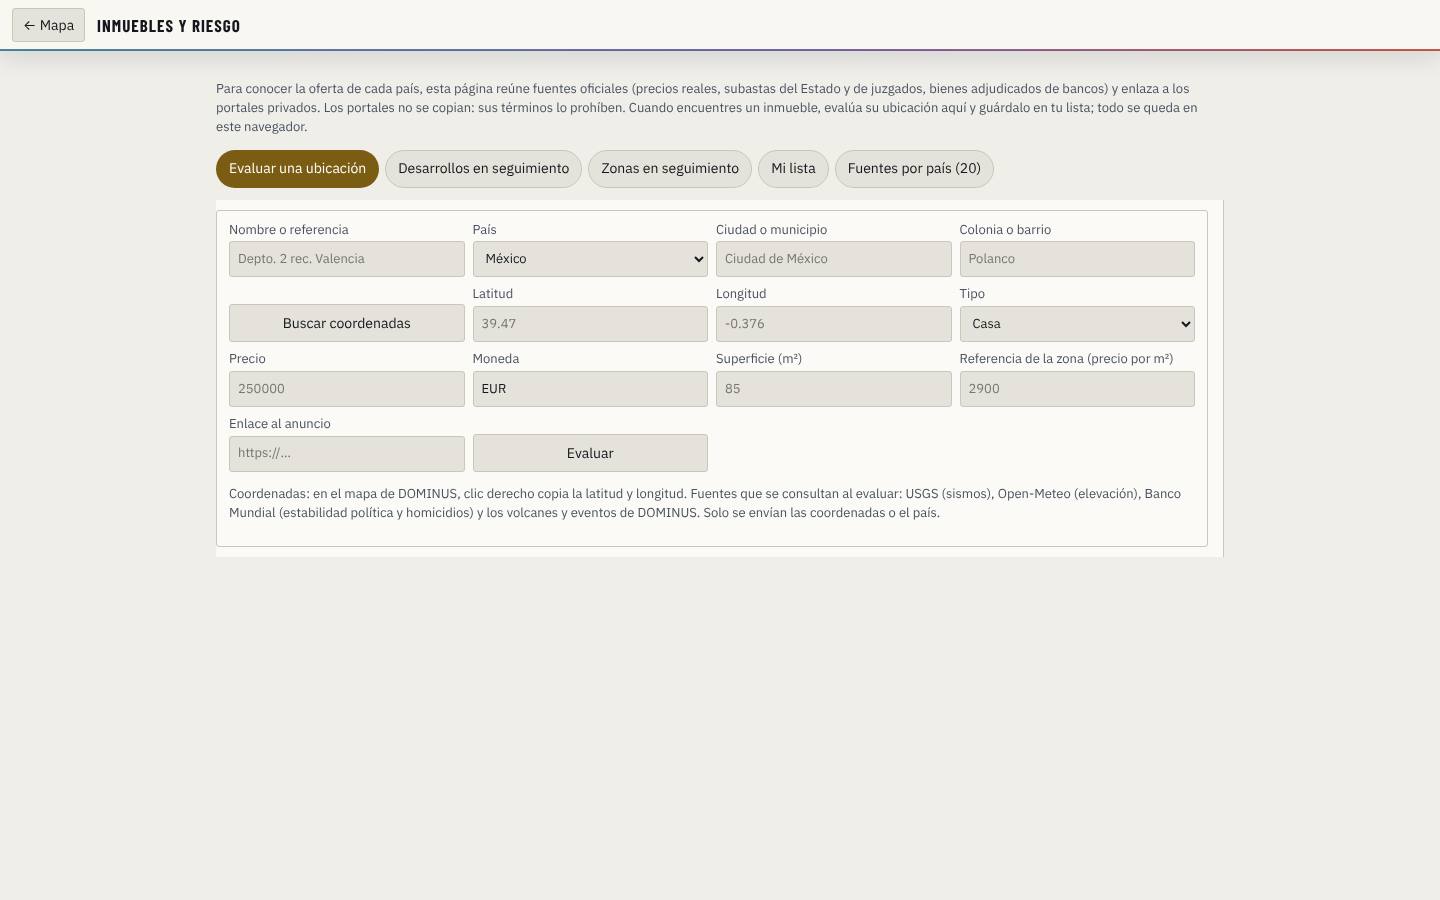 ← Mapa
INMUEBLES Y RIESGO
Para conocer la oferta de cada país, esta página reúne fuentes oficiales (precios reales, subastas del Estado y de juzgados, bienes adjudicados de bancos) y enlaza a los
portales privados. Los portales no se copian: sus términos lo prohíben. Cuando encuentres un inmueble, evalúa su ubicación aquí y guárdalo en tu lista; todo se queda en
este navegador.
Evaluar una ubicación
Desarrollos en seguimiento
Zonas en seguimiento
Mi lista
Fuentes por país (20)
Nombre o referencia
País
Ciudad o municipio
Colonia o barrio
Depto. 2 rec. Valencia
México
Ciudad de México
Polanco
Latitud
Longitud
Tipo
Buscar coordenadas
39.47
-0.376
Casa
Precio
Moneda
Superficie (m²)
Referencia de la zona (precio por m²)
250000
EUR
85
2900
Enlace al anuncio
https://...
Evaluar
Coordenadas: en el mapa de DOMINUS, clic derecho copia la latitud y longitud. Fuentes que se consultan al evaluar: USGS (sismos), Open-Meteo (elevación), Banco
Mundial (estabilidad política y homicidios) y los volcanes y eventos de DOMINUS. Solo se envían las coordenadas o el país.